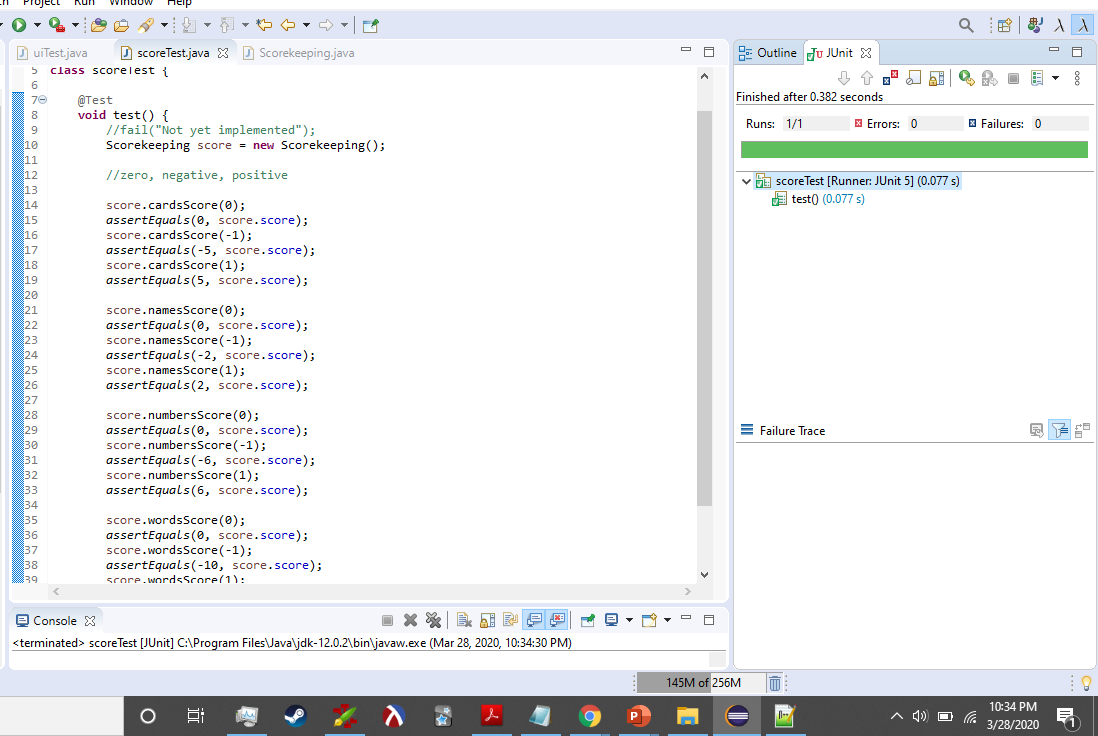 Project Run Window Help
uiTest.java scoreTest.java Scorekeeping.java
5 class scoreTest {
6
7 @Test
8 void test() {
9 //fail("Not yet implemented");
10 Scorekeeping score = new Scorekeeping();
11
12 //zero, negative, positive
13
14 score.cardsScore(0);
15 assertEquals(0, score.score);
16 score.cardsScore(-1);
17 assertEquals(-5, score.score);
18 score.cardsScore(1);
19 assertEquals(5, score.score);
20
21 score.namesScore(0);
22 assertEquals(0, score.score);
23 score.namesScore(-1);
24 assertEquals(-2, score.score);
25 score.namesScore(1);
26 assertEquals(2, score.score);
27
28 score.numbersScore(0);
29 assertEquals(0, score.score);
30 score.numbersScore(-1);
31 assertEquals(-6, score.score);
32 score.numbersScore(1);
33 assertEquals(6, score.score);
34
35 score.wordsScore(0);
36 assertEquals(0, score.score);
37 score.wordsScore(-1);
38 assertEquals(-10, score.score);
39 score.wordsScore(1);
Console
<terminated> scoreTest [JUnit] C:\Program Files\Java\jdk-12.0.2\bin\javaw.exe (Mar 28, 2020, 10:34:30 PM)
Outline JUnit
Finished after 0.382 seconds
Runs: 1/1 Errors: 0 Failures: 0
scoreTest [Runner: JUnit 5] (0.077 s)
test() (0.077 s)
Failure Trace
145M of 256M
10:34 PM
3/28/2020
1